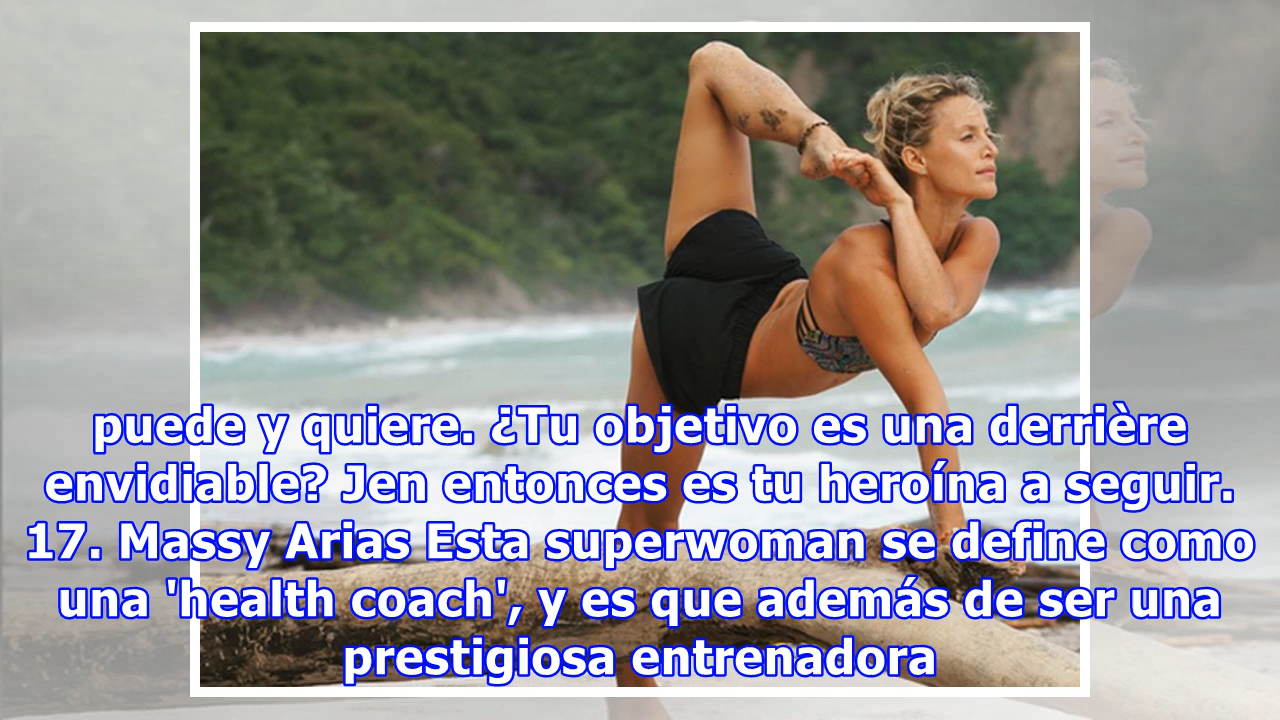 puede y quiere. ¿Tu objetivo es una derrière
envidiable? Jen entonces es tu heroína a seguir.
17. Massy Arias Esta superwoman se define como
una 'health coach', y es que además de ser una
prestigiosa entrenadora